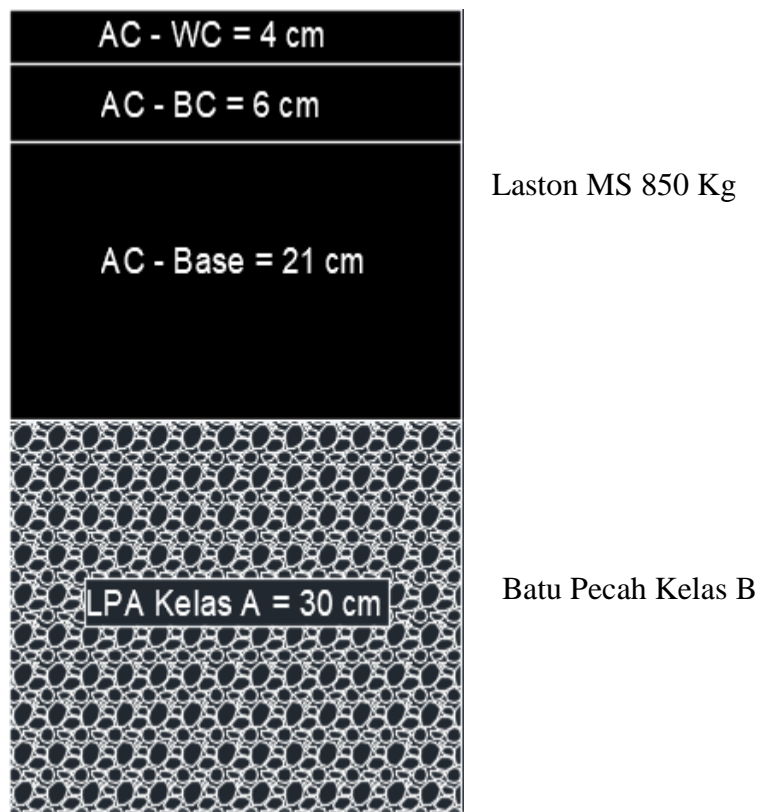 AC - WC = 4 cm
AC - BC = 6 cm
Laston MS 850 Kg
AC - Base = 21 cm
LPA Kelas A = 30 cm
Batu Pecah Kelas B